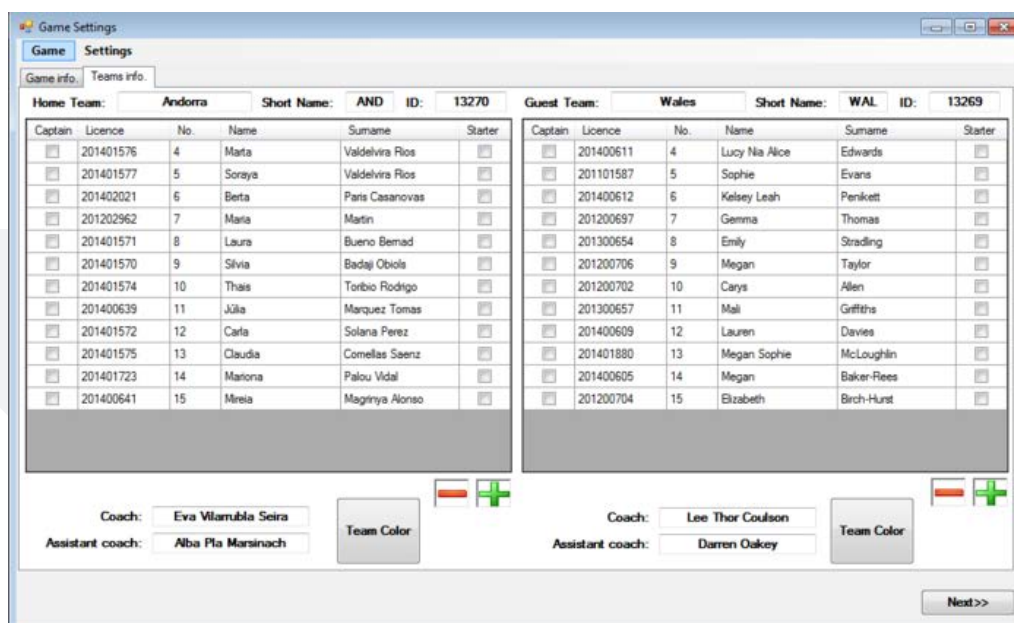 Game Settings
Game Settings
Game info. Teams info.
Home Team: Andorra Short Name: AND ID: 13270 Guest Team: Wales Short Name: WAL ID: 13269
Captain Licence No. Name Surname Starter Captain Licence No. Name Surname Starter
201401576 4 Marta Valdelvira Rios 201400611 4 Lucy Nia Alice Edwards
201401577 5 Soraya Valdelvira Rios 201101587 5 Sophie Evans
201402021 6 Berta Paris Casanovas 201400612 6 Kelsey Leah Penikett
201202962 7 Maria Martin 201200697 7 Gemma Thomas
201401571 8 Laura Bueno Bernad 201300654 8 Emily Stradling
201401570 9 Silvia Badaji Obiols 201200706 9 Megan Taylor
201401574 10 Thais Toribio Rodrigo 201200702 10 Carys Allen
201400639 11 Júlia Marquez Tomas 201300657 11 Mali Griffiths
201401572 12 Carla Solana Perez 201400609 12 Lauren Davies
201401575 13 Claudia Comellas Saenz 201401880 13 Megan Sophie McLoughlin
201401723 14 Mariona Palou Vidal 201400605 14 Megan Baker-Rees
201400641 15 Mireia Magrinya Alonso 201200704 15 Elizabeth Birch-Hurst
Coach: Eva Vilarrubla Seira Team Color Coach: Lee Thor Coulson Team Color
Assistant coach: Alba Pla Marsinach Assistant coach: Darren Oakey
Next>>